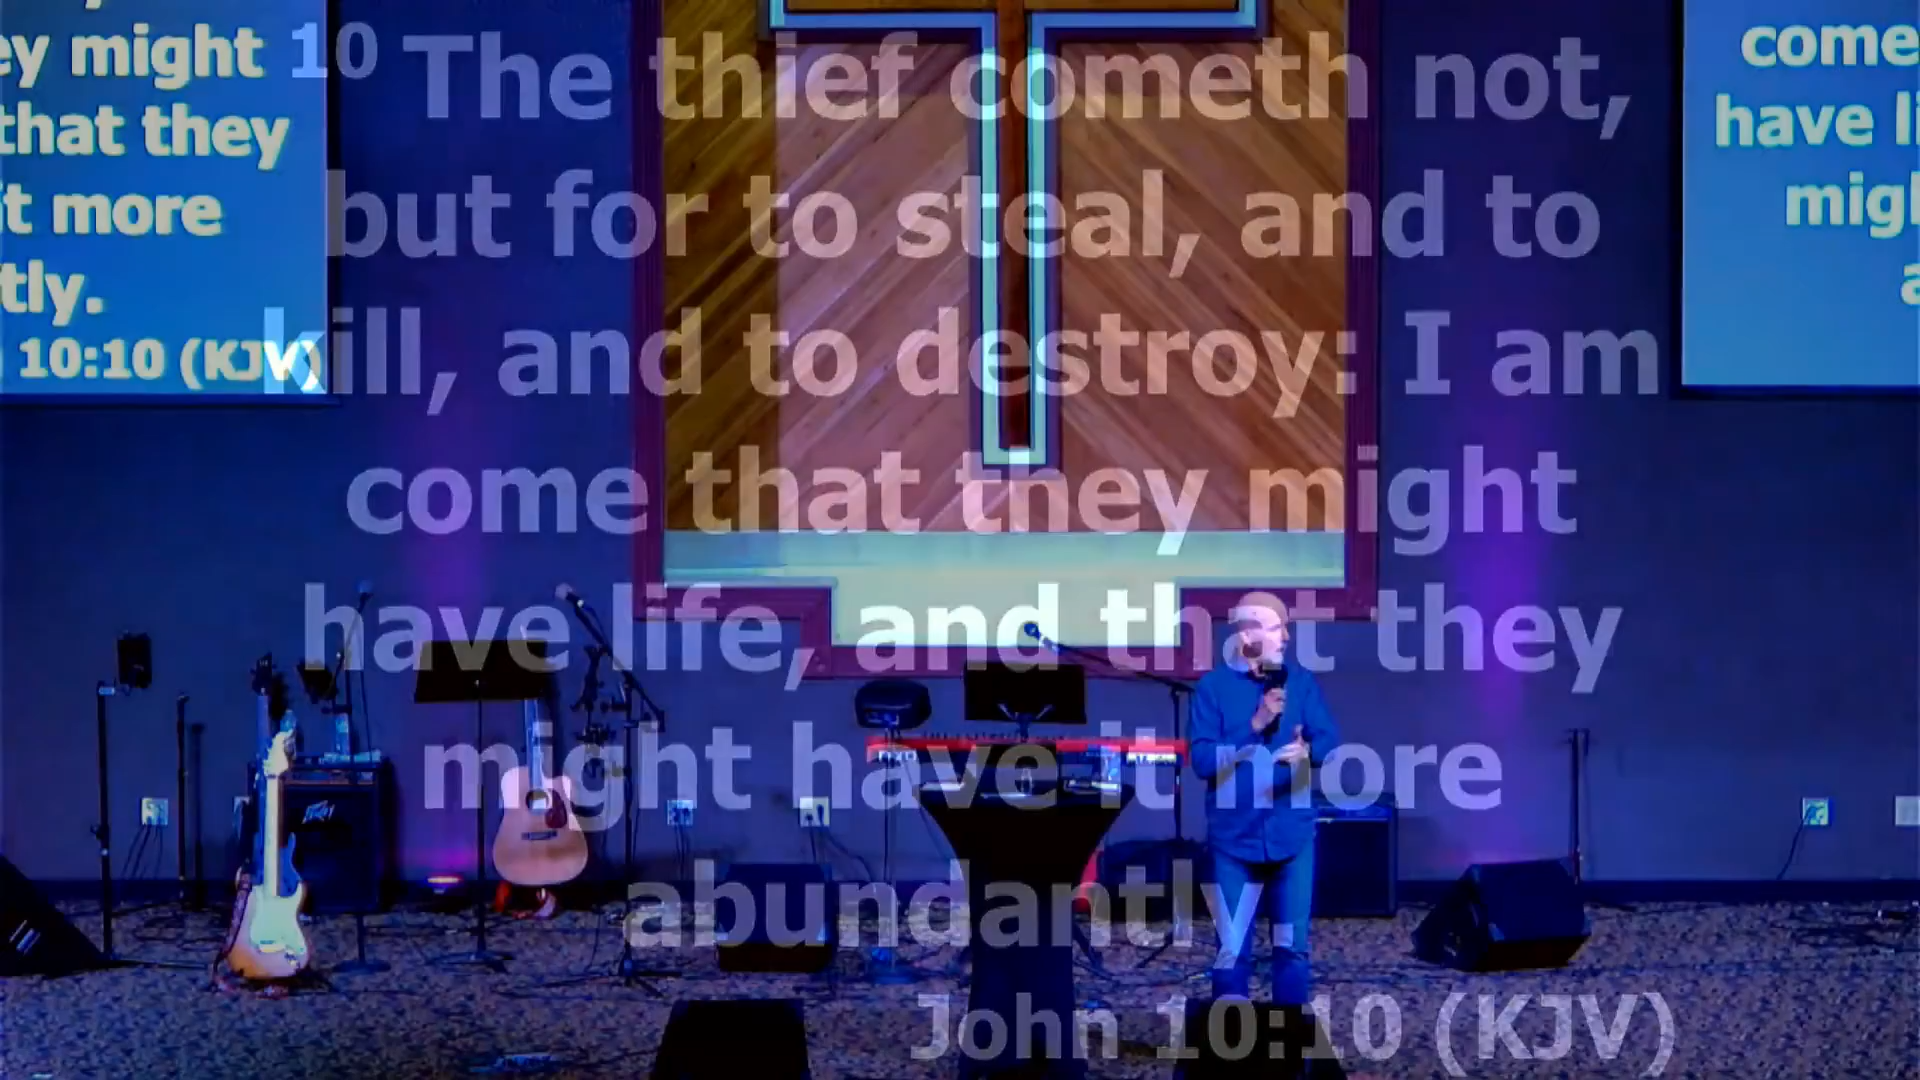 10 The thief cometh not,
but for to steal, and to
kill, and to destroy: I am
come that they might
have life, and that they
might have it more
abundantly.
John 10:10 (KJV)
ey might
that they
it more
tly.
10:10 (KJV)
come
have li
migh
a
PEAVEY